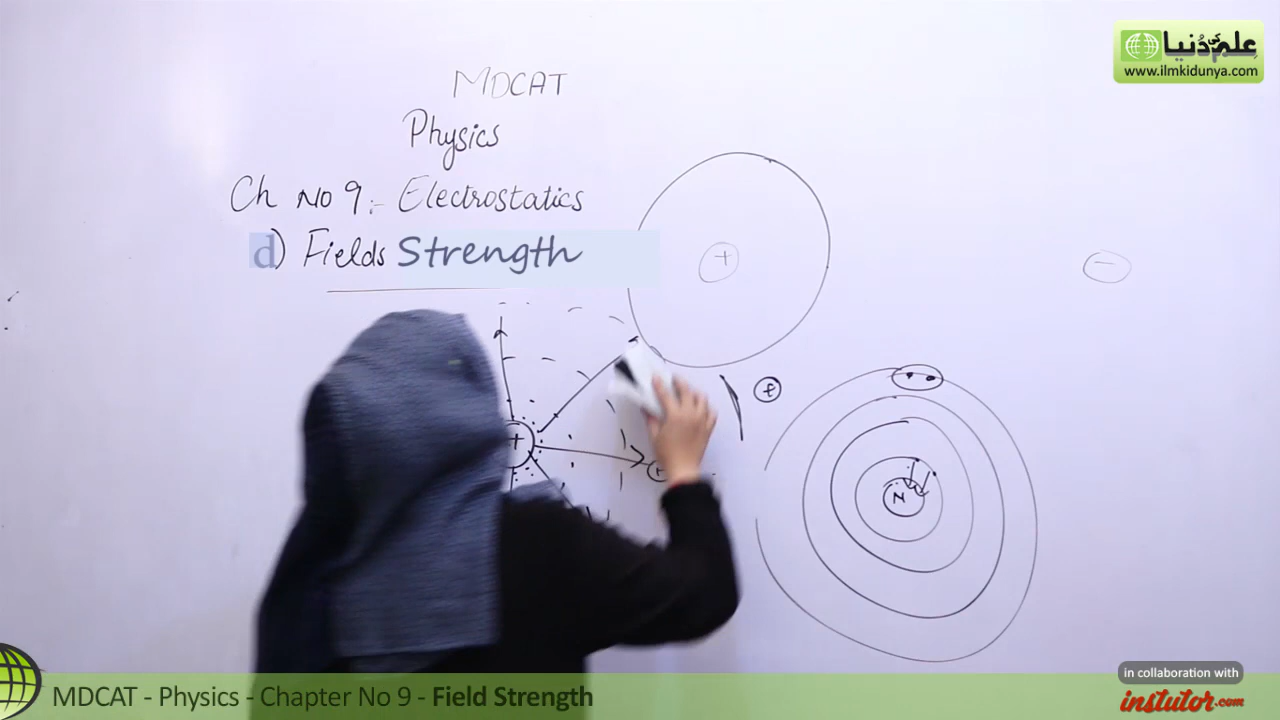 علم کی دنیا
www.ilmkidunya.com
MDCAT
Physics
Ch No 9:- Electrostatics
d) Fields Strength
+
-
+
+
+
N
in collaboration with
instutor.com
MDCAT - Physics - Chapter No 9 - Field Strength